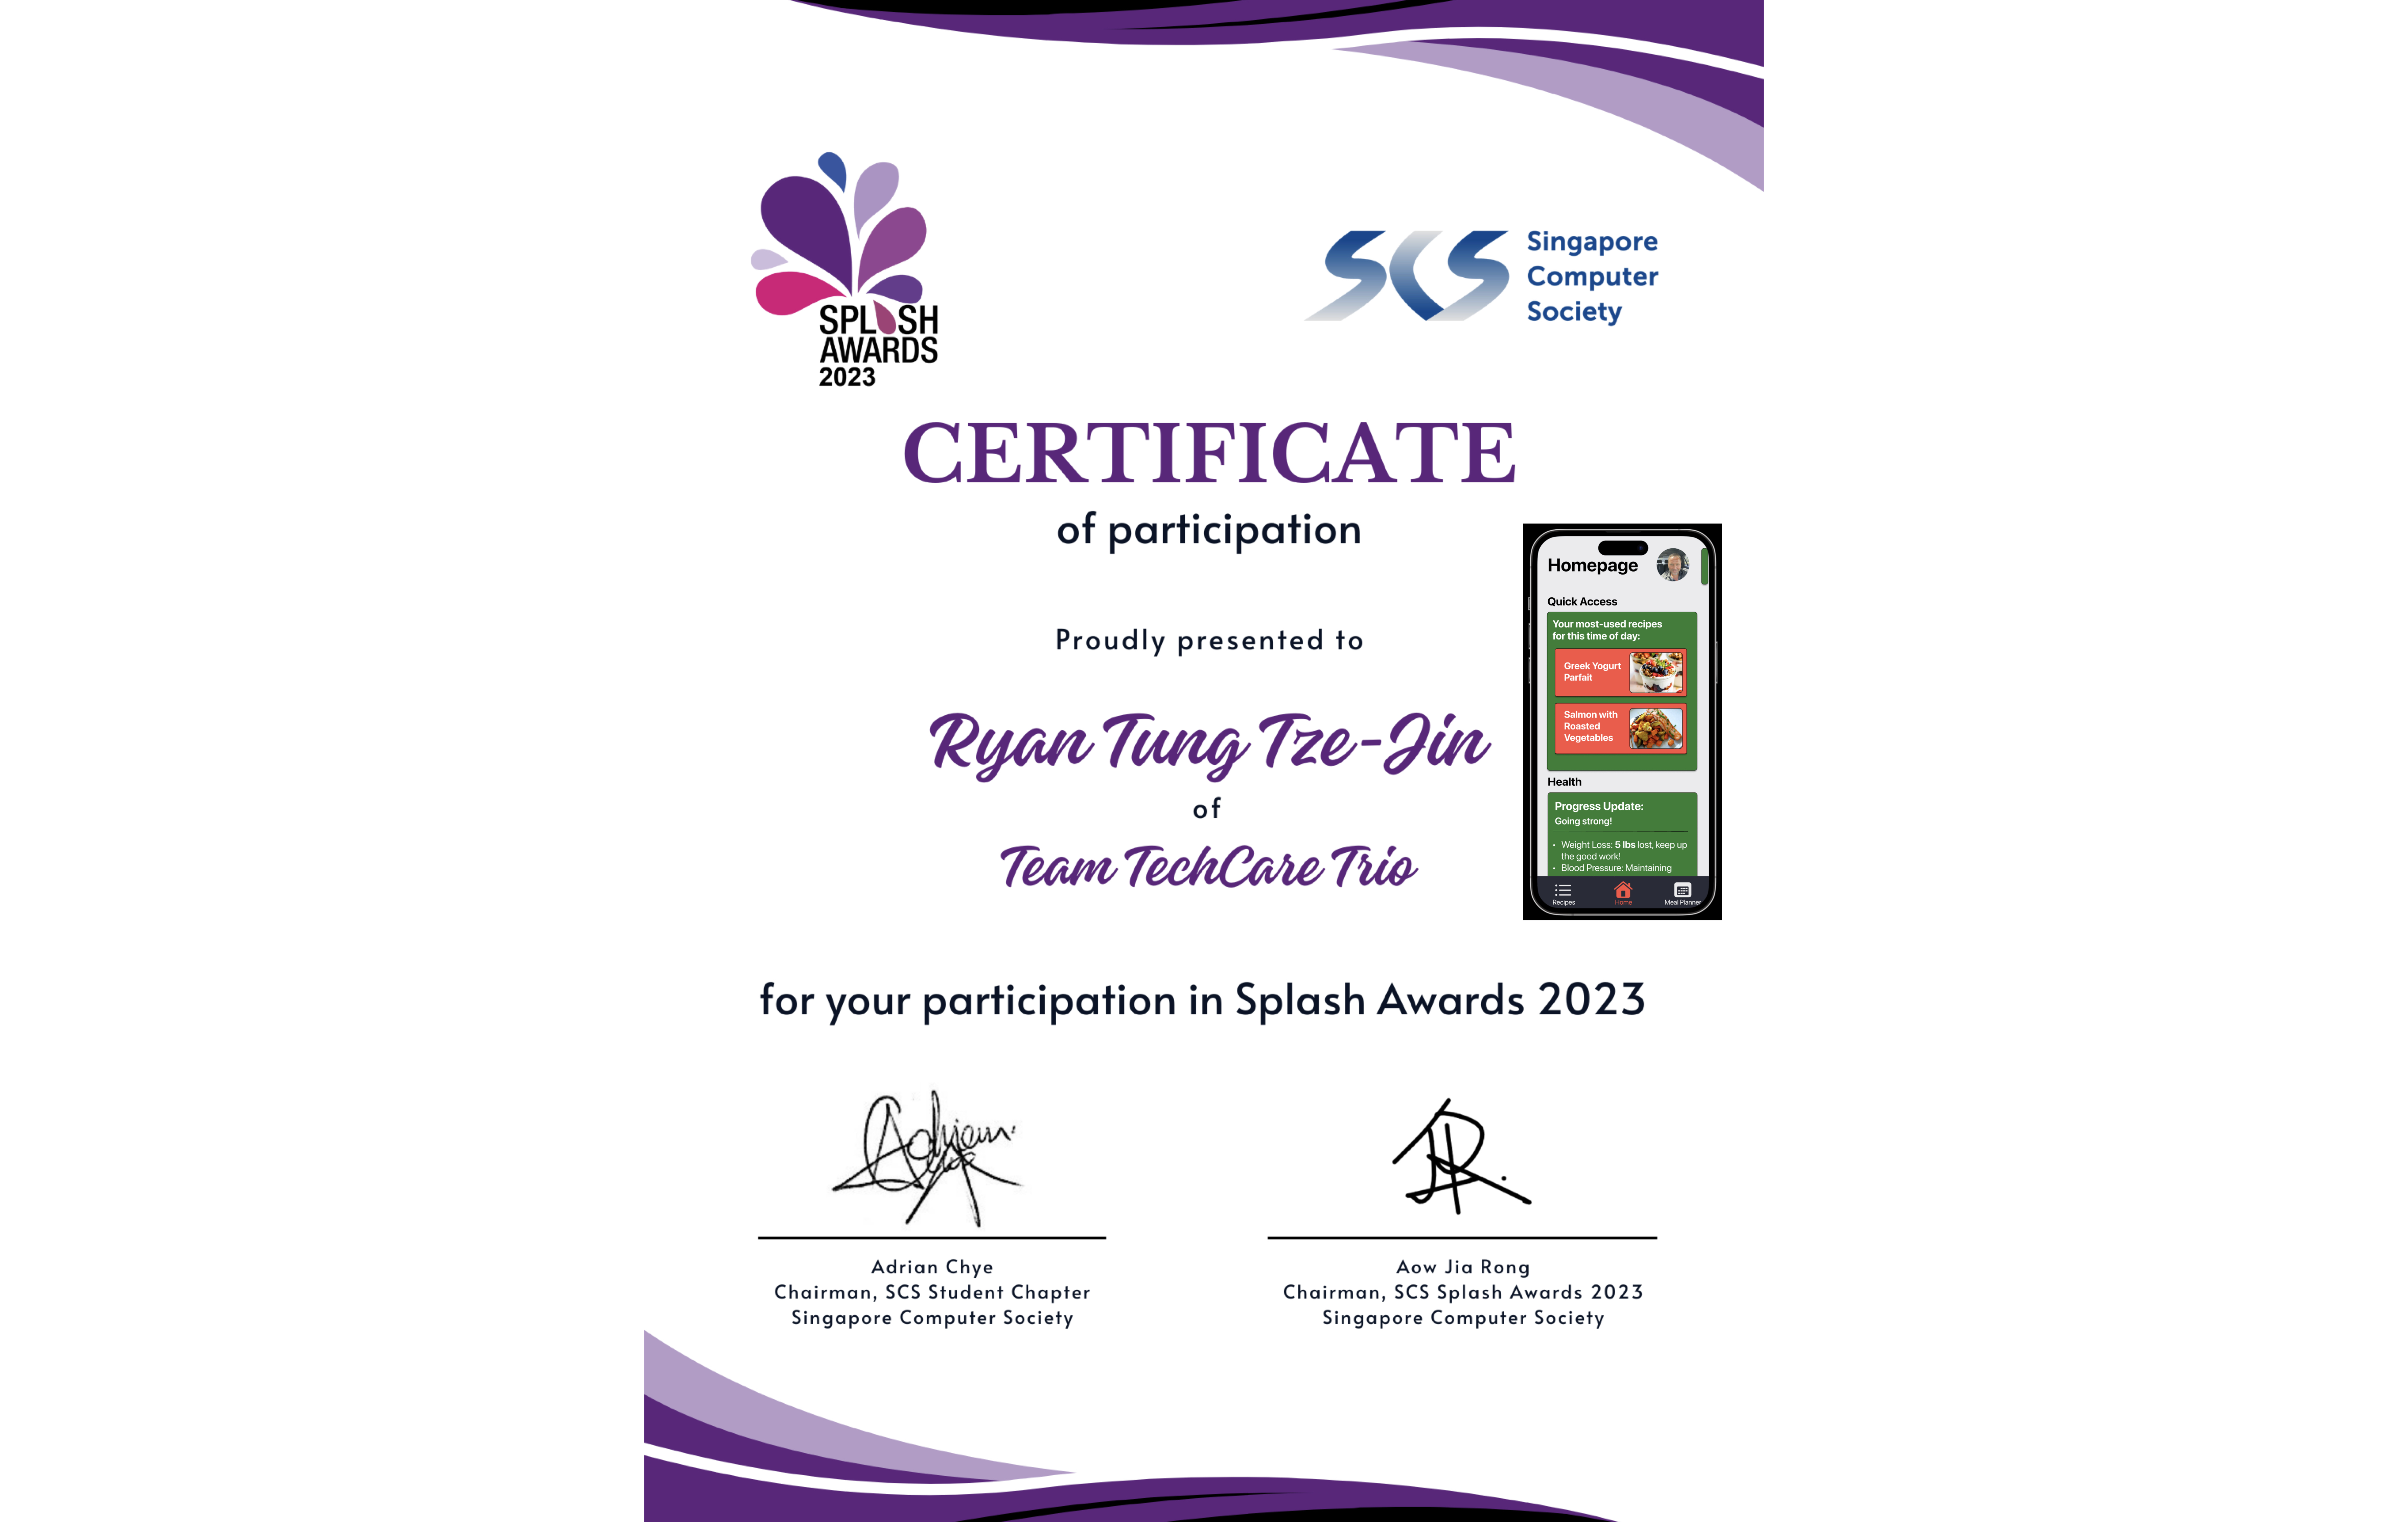 SPLASH
AWARDS
2023
SCS
Singapore
Computer
Society
CERTIFICATE
of participation
Proudly presented to
Ryan Tung Tze-Jin
of
Team TechCare Trio
Homepage
Quick Access
Your most-used recipes
for this time of day:
Greek Yogurt
Parfait
Salmon with
Roasted
Vegetables
Health
Progress Update:
Going strong!
• Weight Loss: 5 lbs lost, keep up
the good work!
• Blood Pressure: Maintaining
Recipes
Home
Meal Planner
for your participation in Splash Awards 2023
Adrian Chye
Chairman, SCS Student Chapter
Singapore Computer Society
Aow Jia Rong
Chairman, SCS Splash Awards 2023
Singapore Computer Society